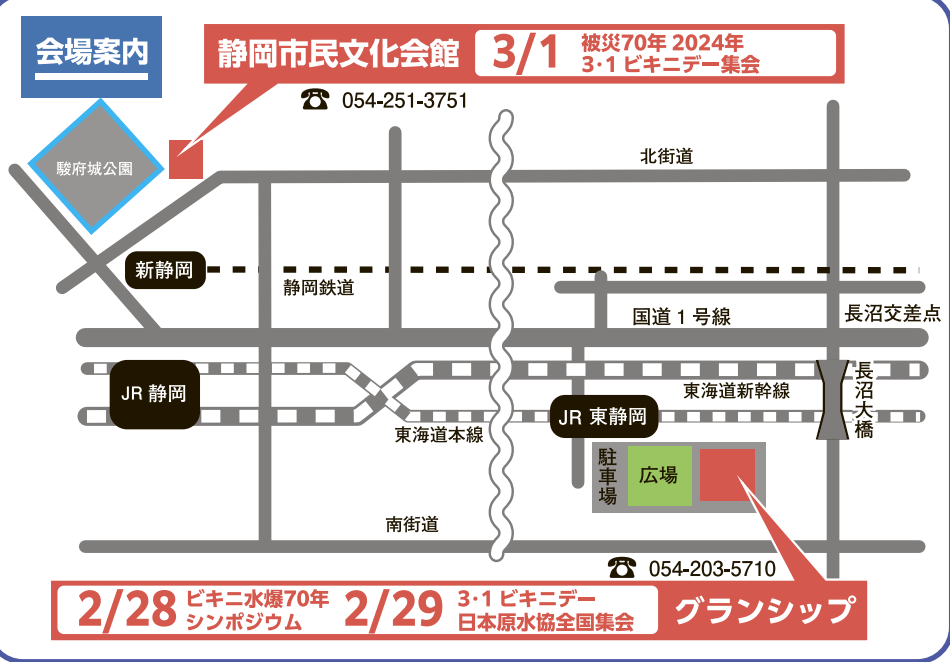 会場案内
静岡市民文化会館
3/1
被災70年 2024年
3・1 ビキニデー集会
☎ 054-251-3751
駿府城公園
北街道
新静岡
静岡鉄道
国道1号線
長沼交差点
JR 静岡
東海道新幹線
長沼大橋
東海道本線
JR 東静岡
駐車場
広場
南街道
☎ 054-203-5710
2/28
ビキニ水爆70年
シンポジウム
2/29
3・1 ビキニデー
日本原水協全国集会
グランシップ